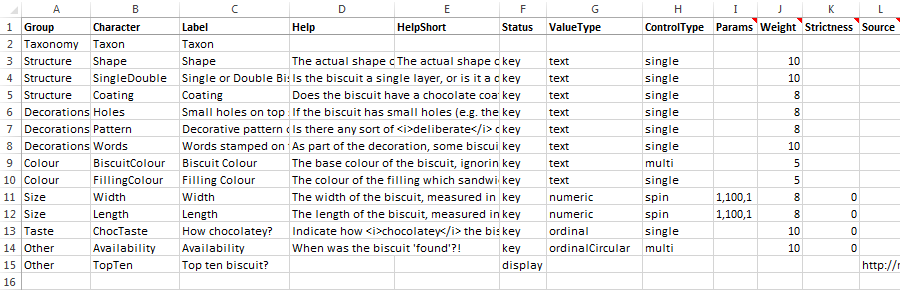 A B C D E F G H I J K L
1 Group Character Label Help HelpShort Status ValueType ControlType Params Weight Strictness Source
2 Taxonomy Taxon Taxon
3 Structure Shape Shape The actual shape o The actual shape o key text single 10
4 Structure SingleDouble Single or Double Bi Is the biscuit a single layer, or is it a d key text single 10
5 Structure Coating Coating Does the biscuit have a chocolate coa key text single 8
6 Decorations Holes Small holes on top If the biscuit has small holes (e.g. the key text single 8
7 Decorations Pattern Decorative pattern o Is there any sort of <i>deliberate</i> d key text single 8
8 Decorations Words Words stamped on As part of the decoration, some biscui key text single 10
9 Colour BiscuitColour Biscuit Colour The base colour of the biscuit, ignorin key text multi 5
10 Colour FillingColour Filling Colour The colour of the filling which sandwi key text single 5
11 Size Width Width The width of the biscuit, measured in key numeric spin 1,100,1 8 0
12 Size Length Length The length of the biscuit, measured in key numeric spin 1,100,1 8 0
13 Taste ChocTaste How chocolatey? Indicate how <i>chocolatey</i> the bis key ordinal single 10 0
14 Other Availability Availability When was the biscuit 'found'?! key ordinalCircular multi 10 0
15 Other TopTen Top ten biscuit? display http://r
16